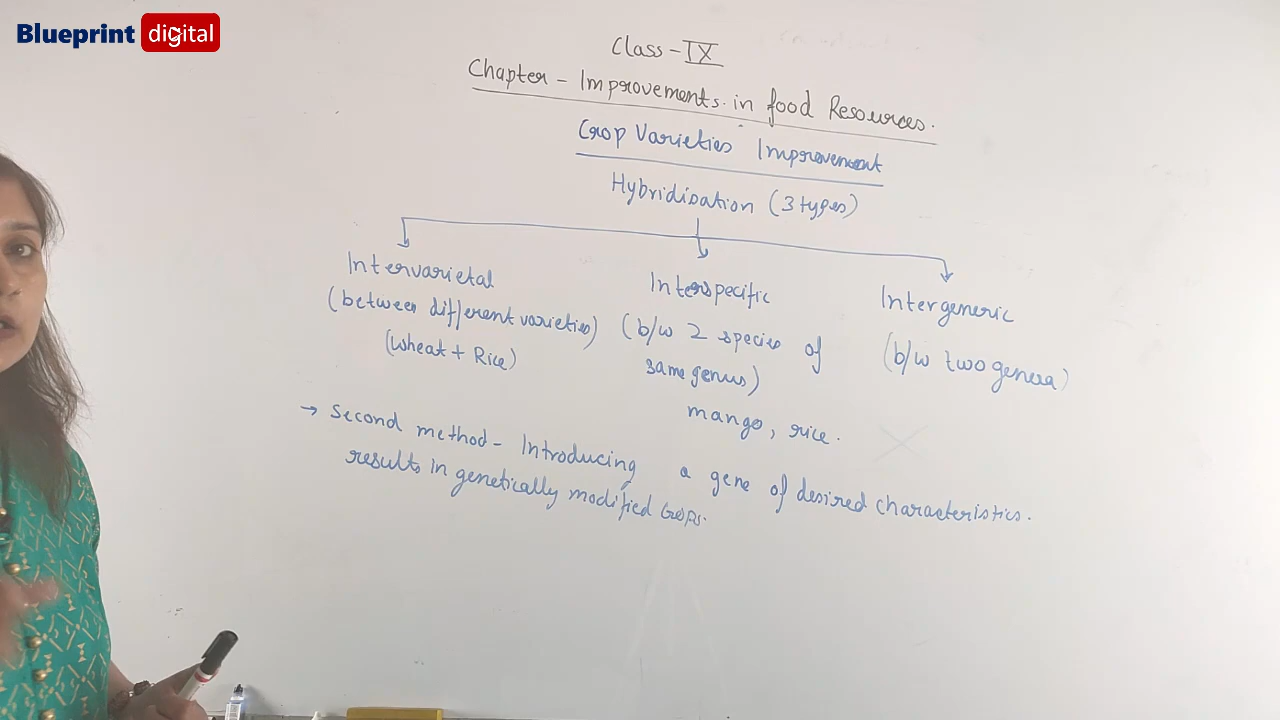 Blueprint digital
Class - IX
Chapter - Improvements in food Resources.
Crop Varieties Improvement
Hybridisation (3 types)
Intervarietal
(between different varieties)
(Wheat + Rice)
Interspecific
(b/w 2 species of
same genus)
mango, rice.
Intergeneric
(b/w two genera)
→ Second method - Introducing a gene of desired characteristics.
results in genetically modified crops.